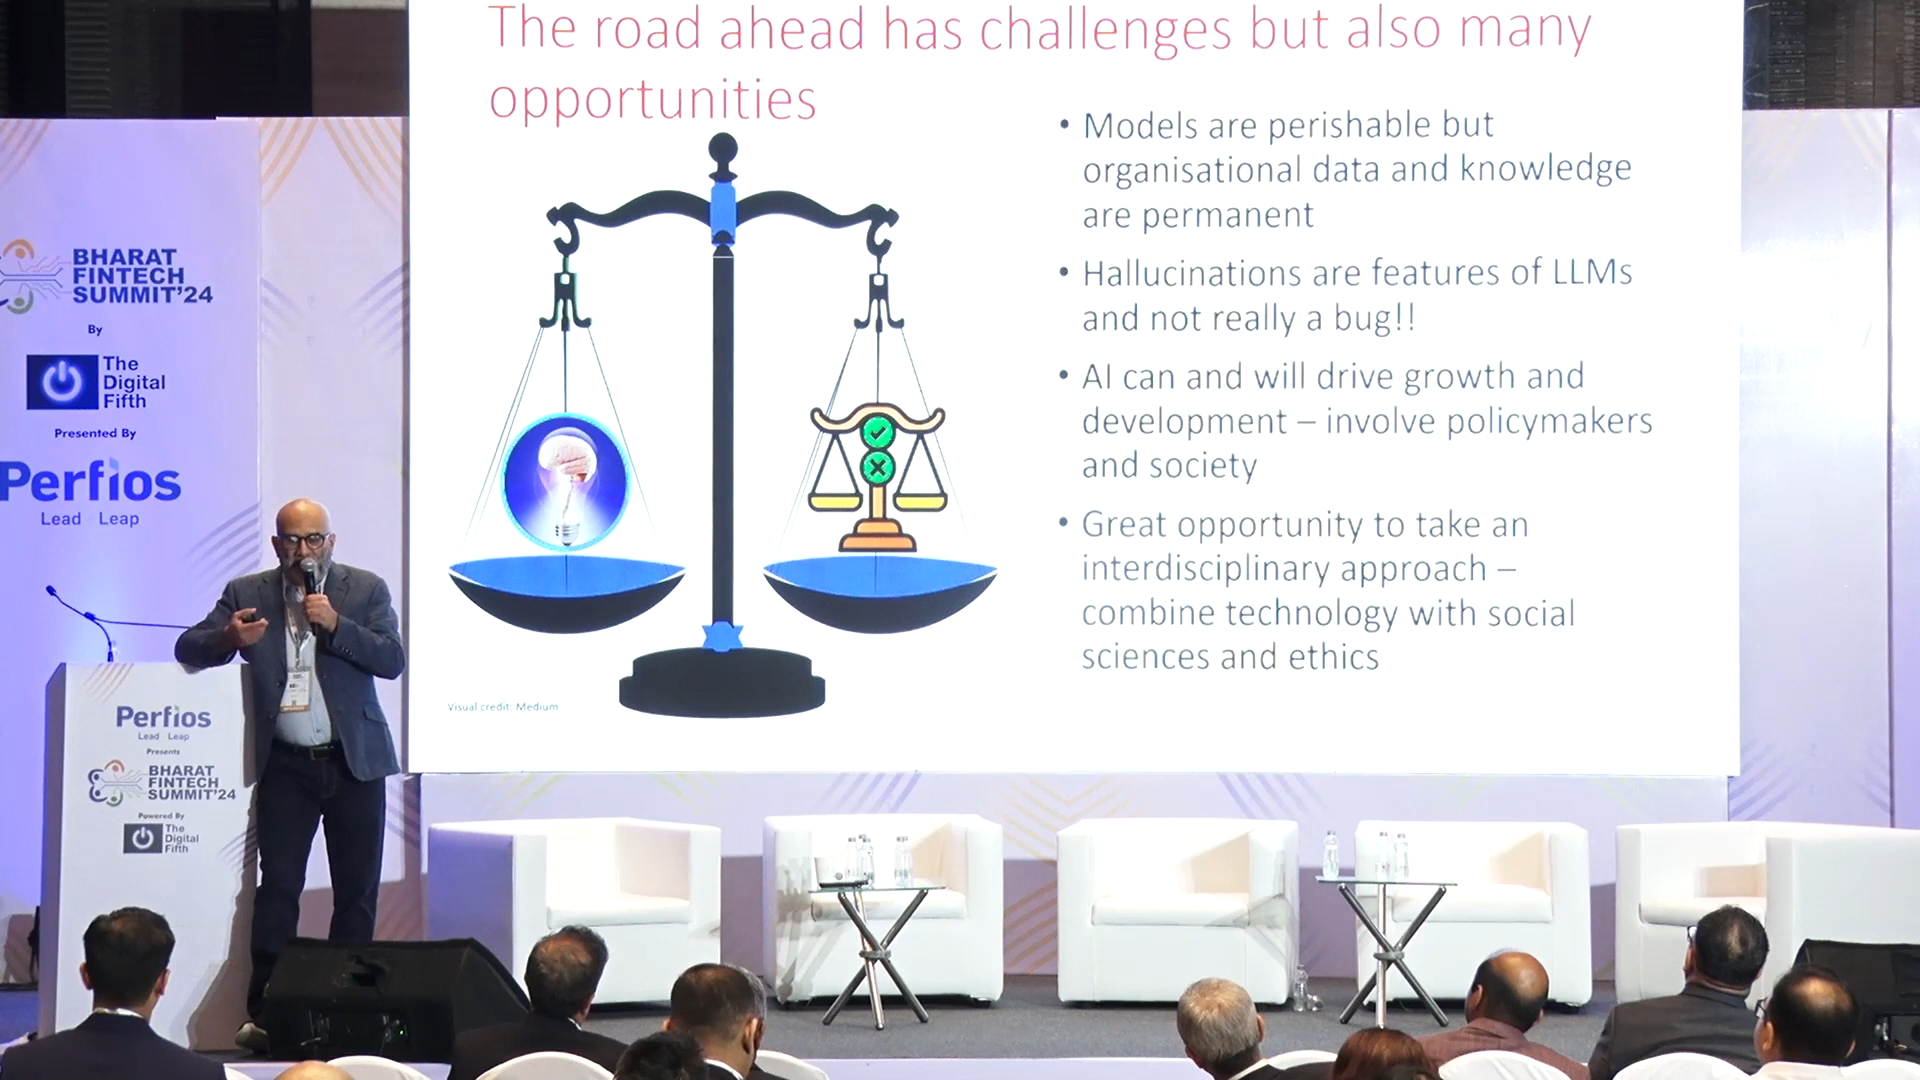 The road ahead has challenges but also many
opportunities
• Models are perishable but
organisational data and knowledge
are permanent
• Hallucinations are features of LLMs
and not really a bug!!
• AI can and will drive growth and
development – involve policymakers
and society
• Great opportunity to take an
interdisciplinary approach –
combine technology with social
sciences and ethics
Visual credit: Medium
BHARAT
FINTECH
SUMMIT'24
By
The
Digital
Fifth
Presented By
Perfios
Lead Leap
Perfios
Lead Leap
Presents
BHARAT
FINTECH
SUMMIT'24
Powered By
The
Digital
Fifth